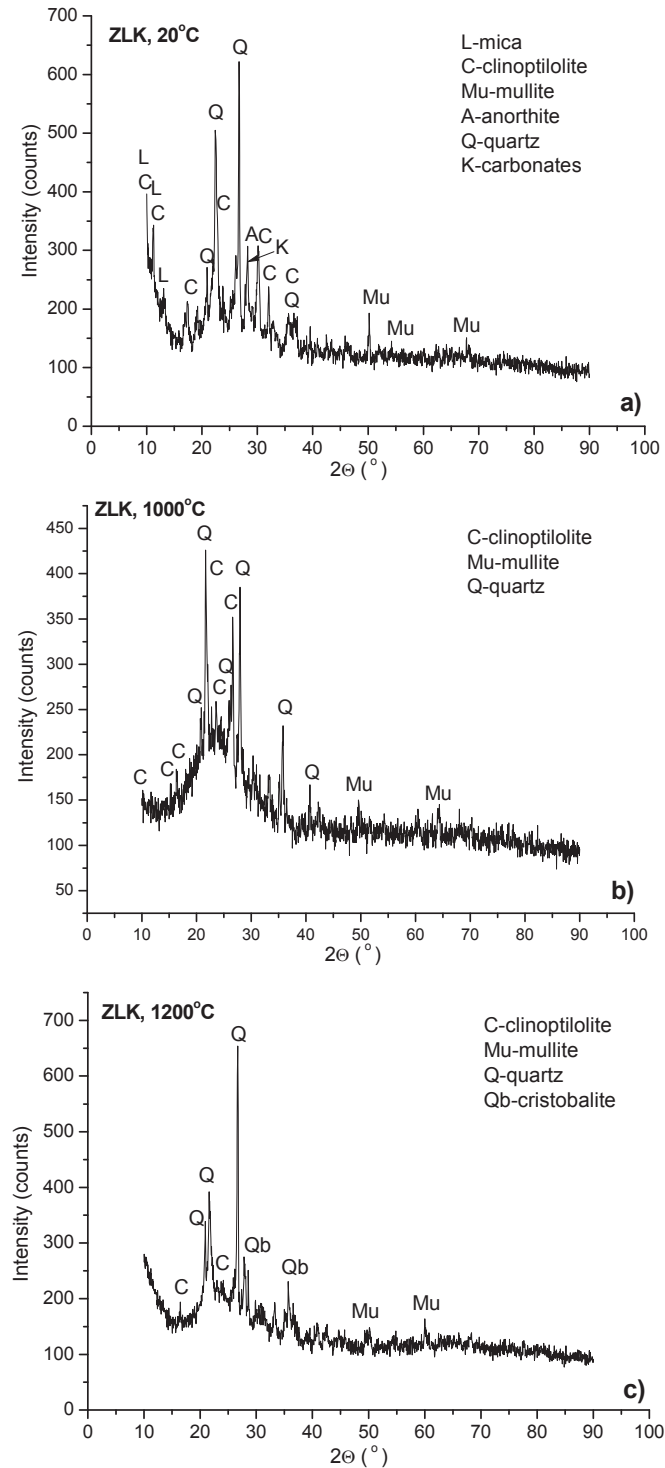 ZLK, 20°C
L-mica
C-clinoptilolite
Mu-mullite
A-anorthite
Q-quartz
K-carbonates
Q
Q
L
C
L
C
L
C
Q
C
A
C
K
C
C
Q
Mu
Mu
Mu
700
600
500
400
300
200
100
0
Intensity (counts)
0 10 20 30 40 50 60 70 80 90 100
2Θ (°)
a)
ZLK, 1000°C
C-clinoptilolite
Mu-mullite
Q-quartz
Q
C
Q
C
Q
C
Q
C
C
C
Q
Q
Mu
Mu
450
400
350
300
250
200
150
100
50
Intensity (counts)
0 10 20 30 40 50 60 70 80 90 100
2Θ (°)
b)
ZLK, 1200°C
C-clinoptilolite
Mu-mullite
Q-quartz
Qb-cristobalite
Q
Q
Q
C
C
Qb
Qb
Mu
Mu
700
600
500
400
300
200
100
0
Intensity (counts)
0 10 20 30 40 50 60 70 80 90 100
2Θ (°)
c)